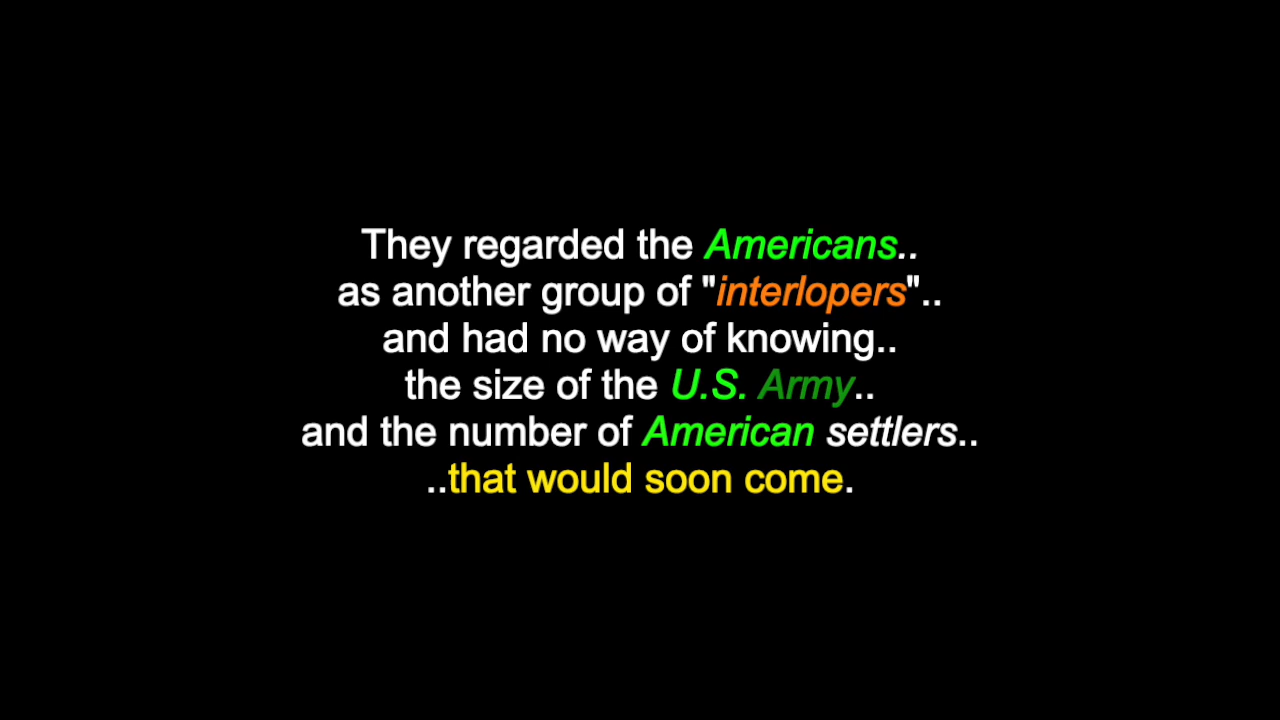 They regarded the Americans..
as another group of "interlopers"..
and had no way of knowing..
the size of the U.S. Army..
and the number of American settlers..
..that would soon come.